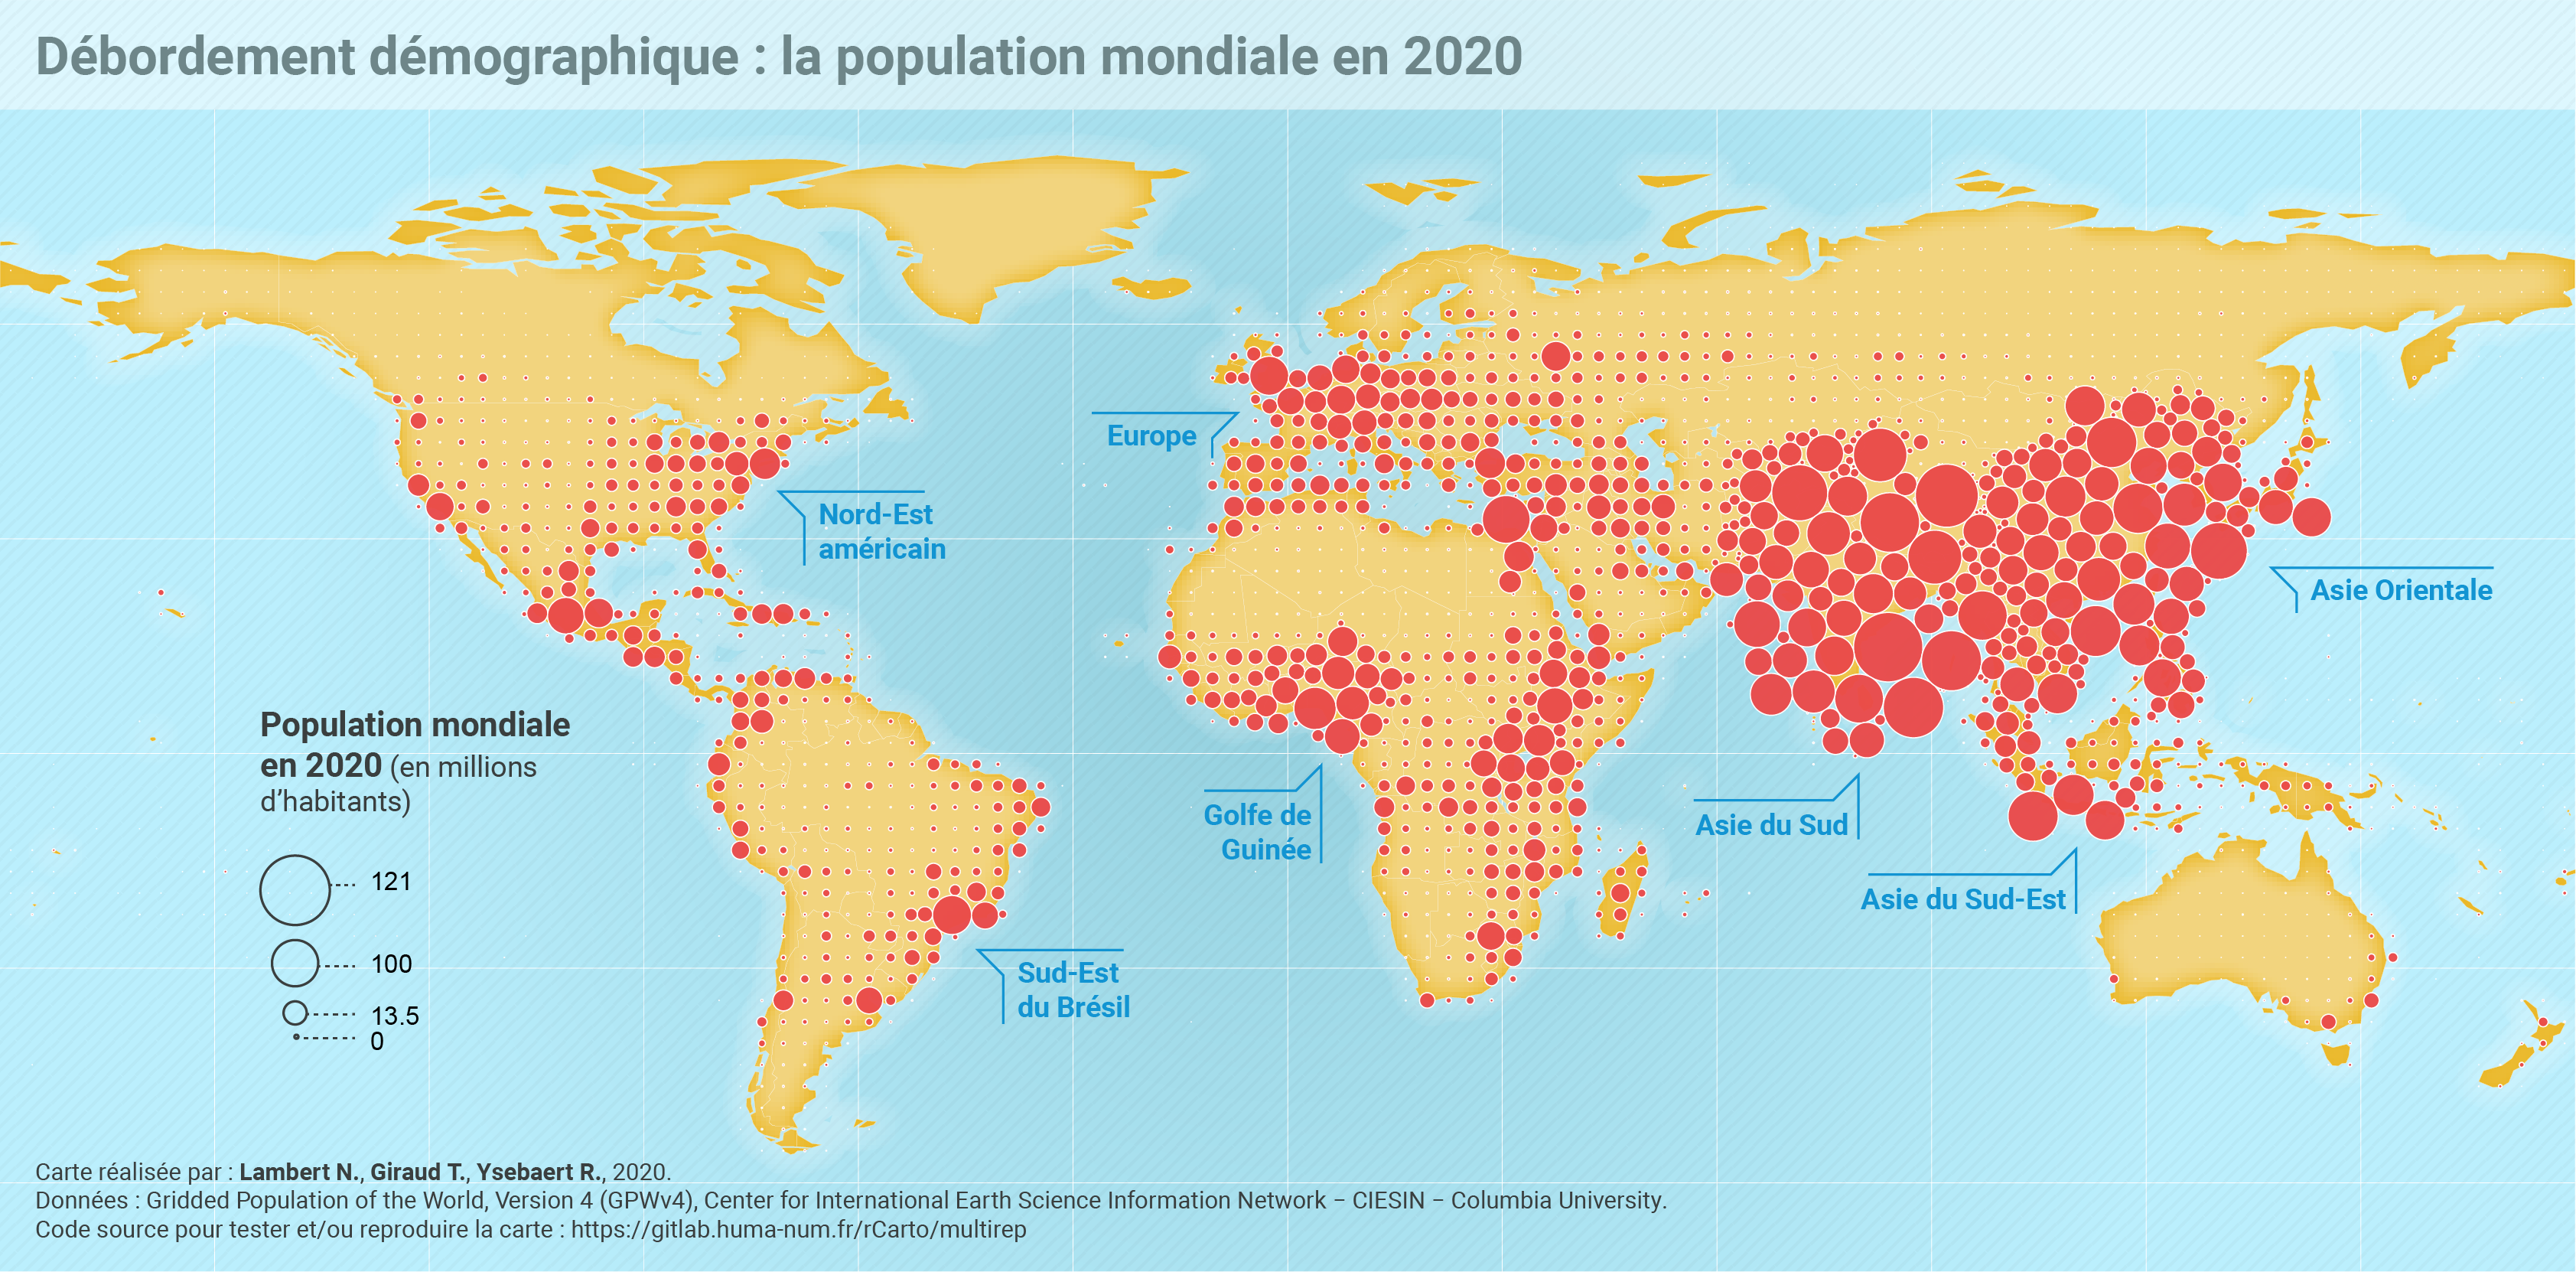 Débordement démographique : la population mondiale en 2020
Europe
Nord-Est
américain
Asie Orientale
Population mondiale
en 2020 (en millions
d’habitants)
121
100
13.5
0
Golfe de
Guinée
Asie du Sud
Asie du Sud-Est
Sud-Est
du Brésil
Carte réalisée par : Lambert N., Giraud T., Ysebaert R., 2020.
Données : Gridded Population of the World, Version 4 (GPWv4), Center for International Earth Science Information Network − CIESIN − Columbia University.
Code source pour tester et/ou reproduire la carte : https://gitlab.huma-num.fr/rCarto/multirep